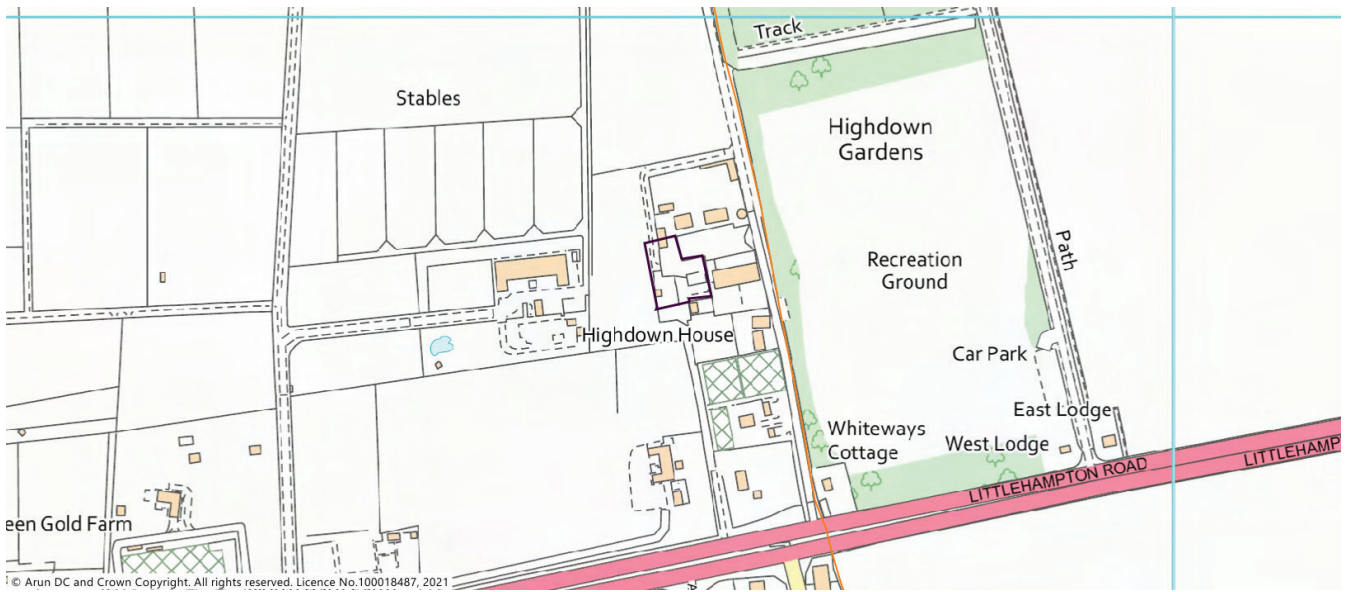 Track
Stables
Highdown
Gardens
Recreation
Ground
Path
Highdown House
Car Park
East Lodge
Whiteways
Cottage
West Lodge
LITTLEHAMPTON ROAD
een Gold Farm
© Arun DC and Crown Copyright. All rights reserved. Licence No.100018487, 2021